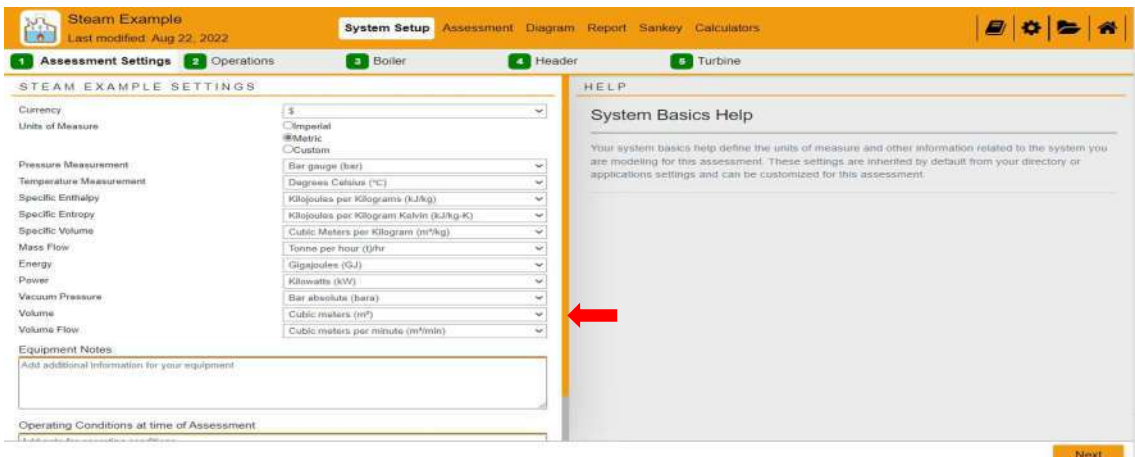 Steam Example
Last modified: Aug 22, 2022
System Setup Assessment Diagram Report Sankey Calculators
1 Assessment Settings 2 Operations 3 Boiler 4 Header 5 Turbine
STEAM EXAMPLE SETTINGS
Currency $
Units of Measure Imperial
Metric
Custom
Pressure Measurement Bar gauge (bar)
Temperature Measurement Degrees Celsius (°C)
Specific Enthalpy Kilojoules per Kilograms (kJ/kg)
Specific Entropy Kilojoules per Kilogram Kelvin (kJ/kg-K)
Specific Volume Cubic Meters per Kilogram (m³/kg)
Mass Flow Tonne per hour (t)/hr
Energy Gigajoules (GJ)
Power Kilowatts (kW)
Vacuum Pressure Bar absolute (bara)
Volume Cubic meters (m³)
Volume Flow Cubic meters per minute (m³/min)
Equipment Notes
Add additional information for your equipment
Operating Conditions at time of Assessment
HELP
System Basics Help
Your system basics help define the units of measure and other information related to the system you
are modeling for this assessment. These settings are inherited by default from your directory or
applications settings and can be customized for this assessment.
Next